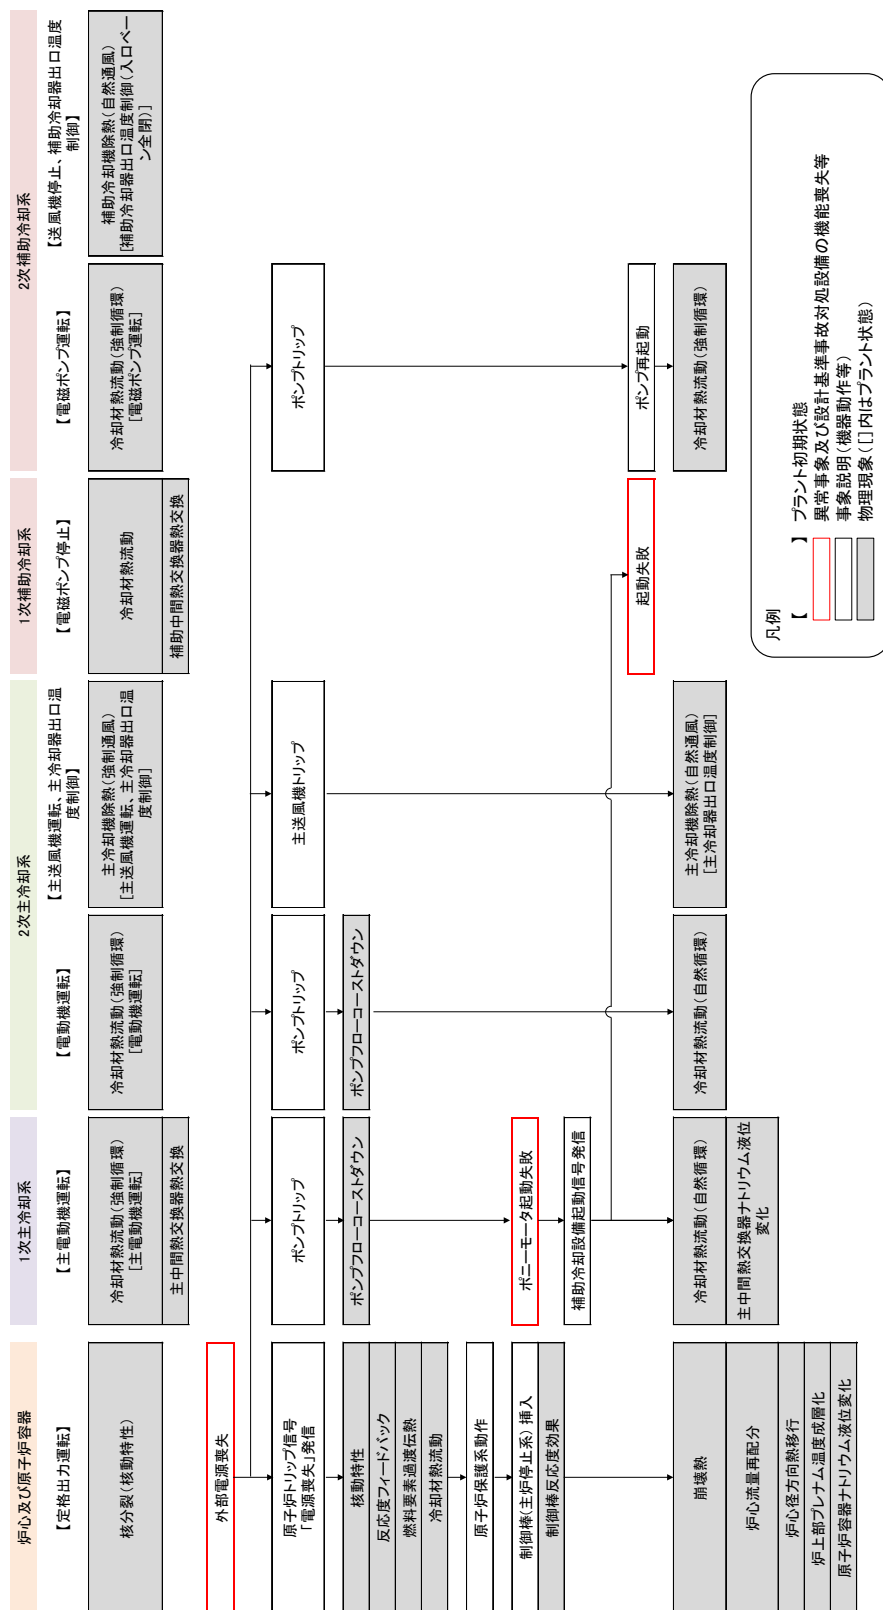 炉心及び原子炉容器
1次主冷却系
2次主冷却系
1次補助冷却系
2次補助冷却系
【定格出力運転】
【主電動機運転】
【電動機運転】
【主送風機運転、主冷却器出口温
度制御】
【電磁ポンプ停止】
【電磁ポンプ運転】
【送風機停止、補助冷却器出口温度
制御】
核分裂(核動特性)
冷却材熱流動(強制循環)
[主電動機運転]
主中間熱交換器熱交換
冷却材熱流動(強制循環)
[電動機運転]
主冷却機除熱(強制通風)
[主送風機運転、主冷却器出口温
度制御]
冷却材熱流動
補助中間熱交換器熱交換
冷却材熱流動(強制循環)
[電磁ポンプ運転]
補助冷却機除熱(自然通風)
[補助冷却器出口温度制御(入口ベー
ン全閉)]
外部電源喪失
原子炉トリップ信号
「電源喪失」発信
ポンプトリップ
ポンプトリップ
主送風機トリップ
ポンプトリップ
核動特性
反応度フィードバック
燃料要素過渡伝熱
冷却材熱流動
ポンプフローコーストダウン
ポンプフローコーストダウン
原子炉保護系動作
制御棒(主炉停止系)挿入
制御棒反応度効果
ポニーモータ起動失敗
補助冷却設備起動信号発信
起動失敗
ポンプ再起動
崩壊熱
炉心流量再配分
炉心径方向熱移行
炉上部プレナム温度成層化
原子炉容器ナトリウム液位変化
冷却材熱流動(自然循環)
主中間熱交換器ナトリウム液位
変化
冷却材熱流動(自然循環)
主冷却機除熱(自然通風)
[主冷却器出口温度制御]
冷却材熱流動(強制循環)
凡例
【 】 プラント初期状態
異常事象及び設計基準事故対処設備の機能喪失等
事象説明(機器動作等)
物理現象([]内はプラント状態)